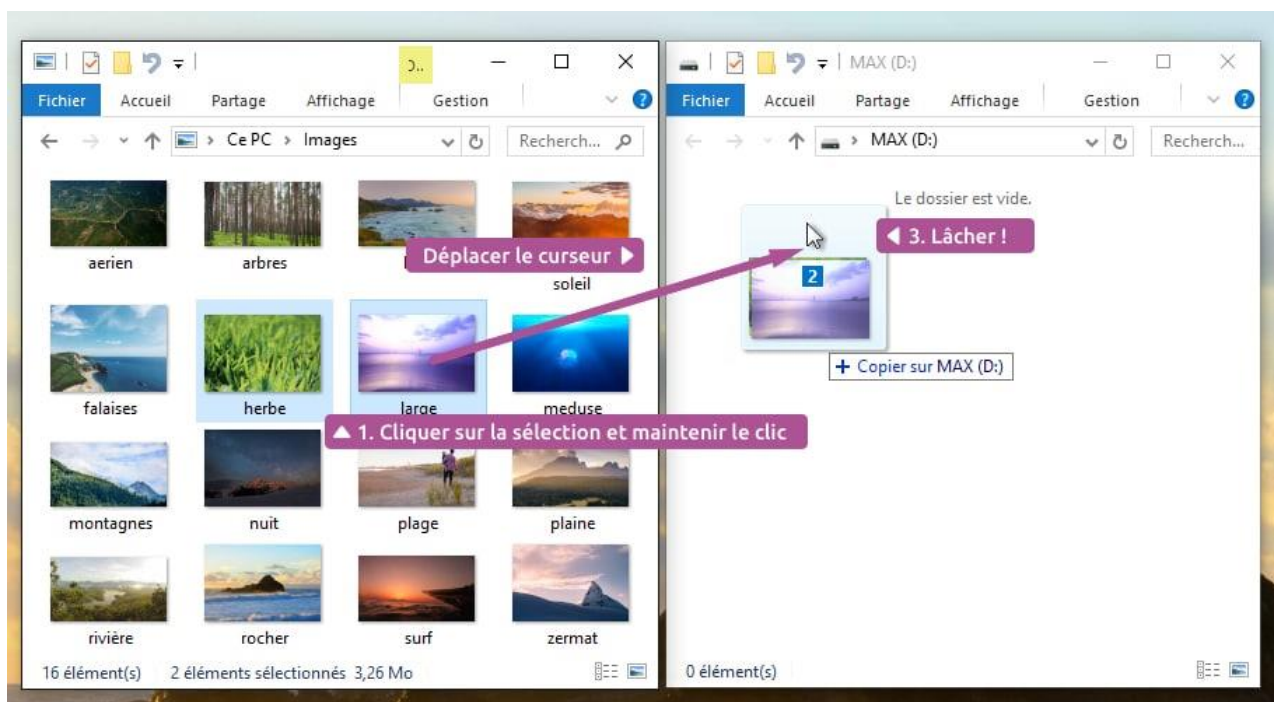 Fichier Accueil Partage Affichage Gestion
Ce PC Images Recherch...
aerien arbres
soleil
Déplacer le curseur
falaises herbe large meduse
1. Cliquer sur la sélection et maintenir le clic
montagnes nuit plage plaine
rivière rocher surf zermat
16 élément(s) 2 éléments sélectionnés 3,26 Mo
MAX (D:)
Fichier Accueil Partage Affichage Gestion
MAX (D:) Recherch...
Le dossier est vide.
3. Lâcher !
2
Copier sur MAX (D:)
0 élément(s)